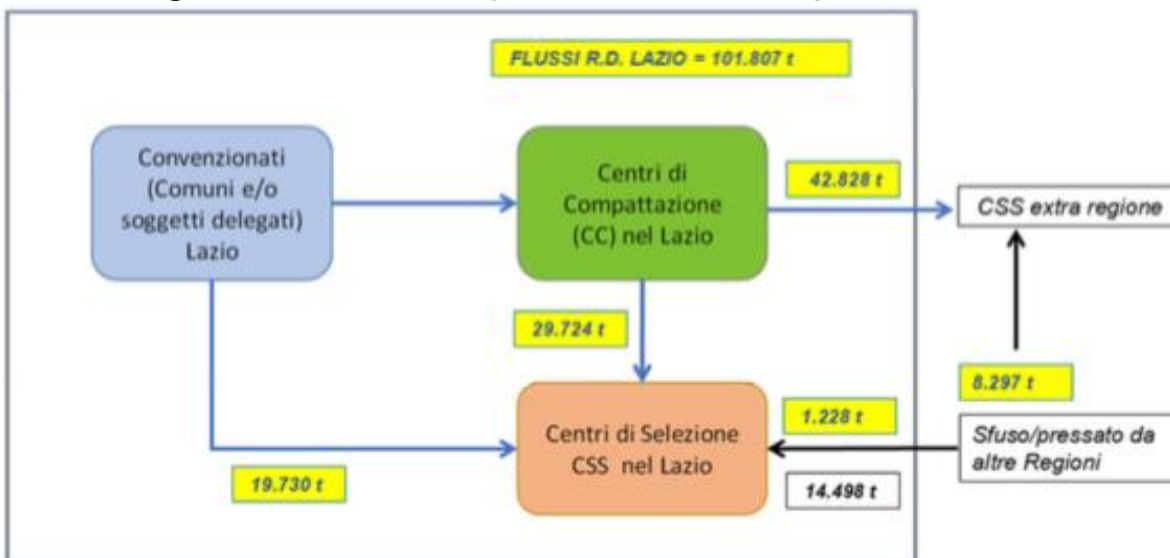 FLUSSI R.D. LAZIO = 101.807 t
Convenzionati
(Comuni e/o
soggetti delegati)
Lazio
Centri di
Compattazione
(CC) nel Lazio
42.828 t
CSS extra regione
29.724 t
8.297 t
Centri di Selezione
CSS nel Lazio
1.228 t
14.498 t
Sfuso/pressato da
altre Regioni
19.730 t